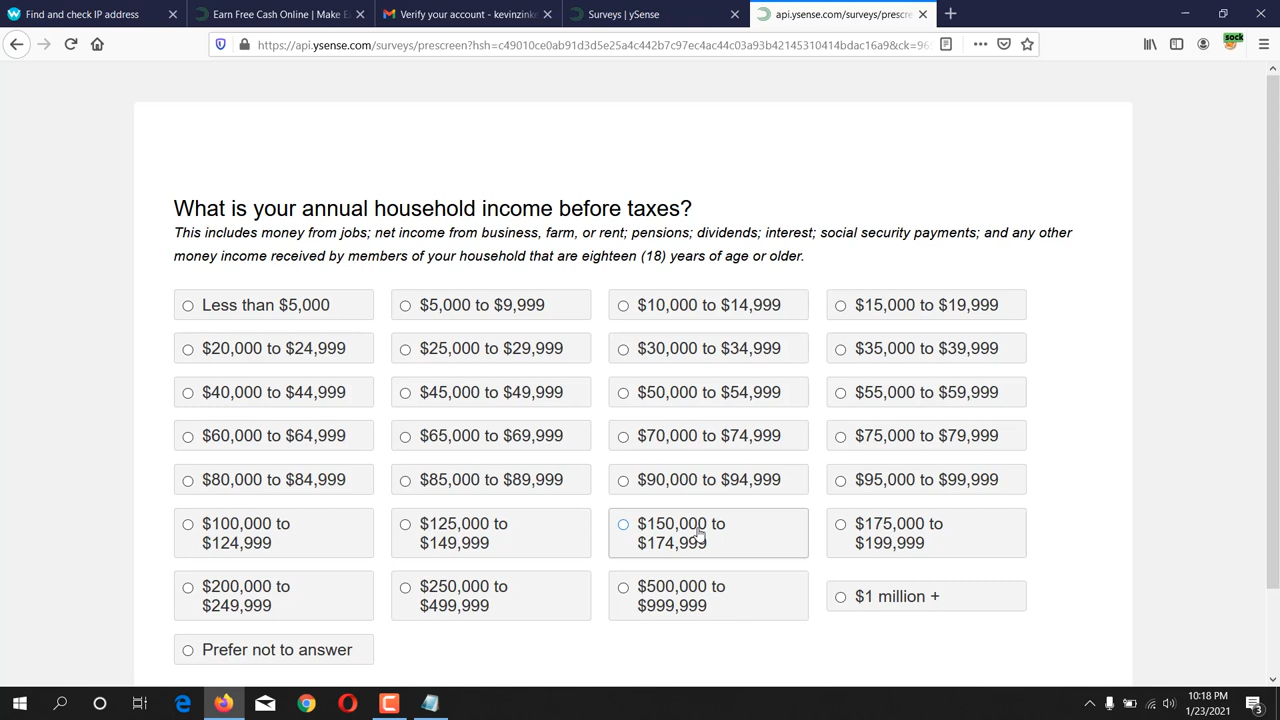 Find and check IP address
Earn Free Cash Online | Make E
Verify your account - kevinzink
Surveys | ySense
api.ysense.com/surveys/prescre
sock
What is your annual household income before taxes?
This includes money from jobs; net income from business, farm, or rent; pensions; dividends; interest; social security payments; and any other
money income received by members of your household that are eighteen (18) years of age or older.
Less than $5,000
$5,000 to $9,999
$10,000 to $14,999
$15,000 to $19,999
$20,000 to $24,999
$25,000 to $29,999
$30,000 to $34,999
$35,000 to $39,999
$40,000 to $44,999
$45,000 to $49,999
$50,000 to $54,999
$55,000 to $59,999
$60,000 to $64,999
$65,000 to $69,999
$70,000 to $74,999
$75,000 to $79,999
$80,000 to $84,999
$85,000 to $89,999
$90,000 to $94,999
$95,000 to $99,999
$100,000 to
$124,999
$125,000 to
$149,999
$150,000 to
$174,999
$175,000 to
$199,999
$200,000 to
$249,999
$250,000 to
$499,999
$500,000 to
$999,999
$1 million +
Prefer not to answer
10:18 PM
1/23/2021
3